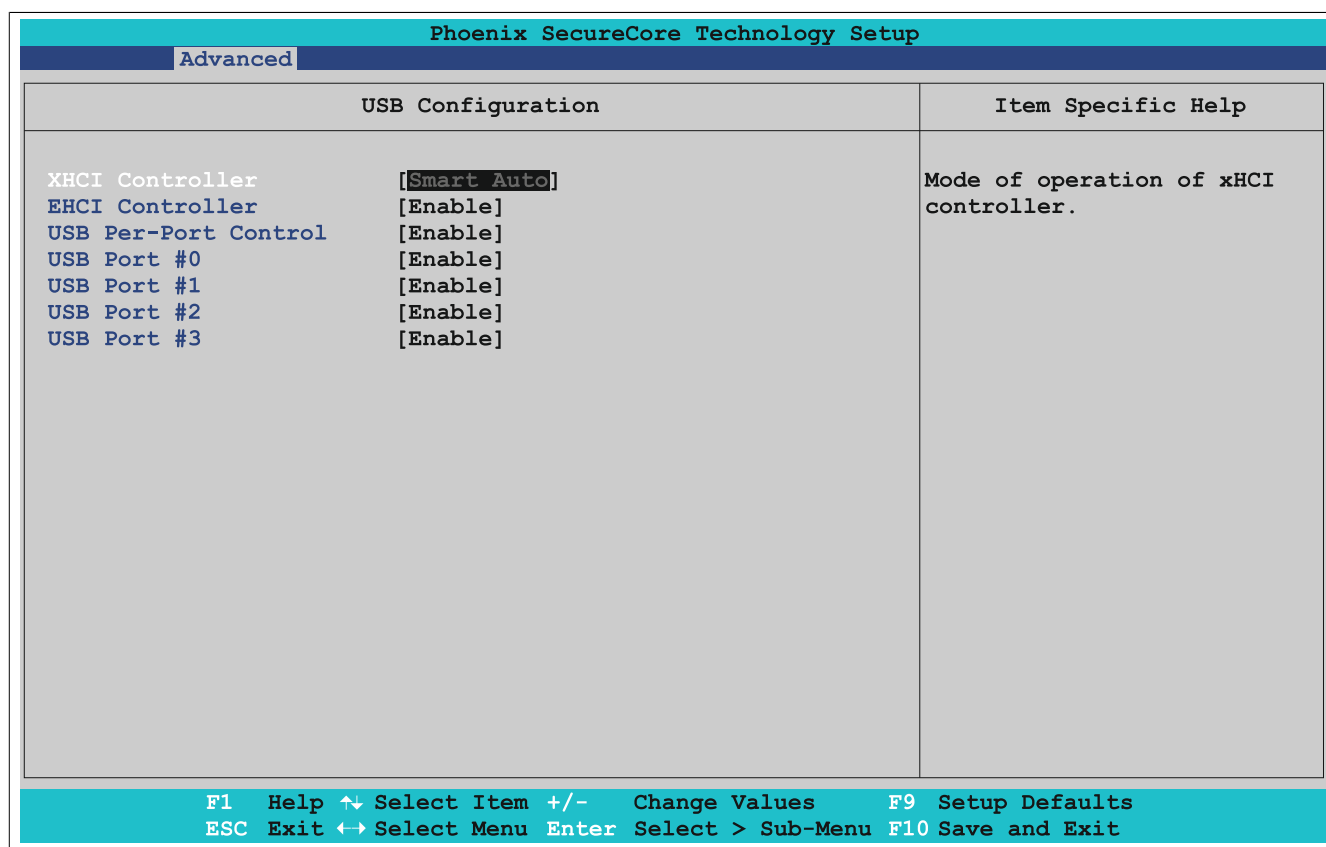 Phoenix SecureCore Technology Setup
Advanced
USB Configuration
Item Specific Help
XHCI Controller [Smart Auto]
EHCI Controller [Enable]
USB Per-Port Control [Enable]
USB Port #0 [Enable]
USB Port #1 [Enable]
USB Port #2 [Enable]
USB Port #3 [Enable]
Mode of operation of xHCI
controller.
F1 Help ↑↓ Select Item +/- Change Values F9 Setup Defaults
ESC Exit ←→ Select Menu Enter Select > Sub-Menu F10 Save and Exit